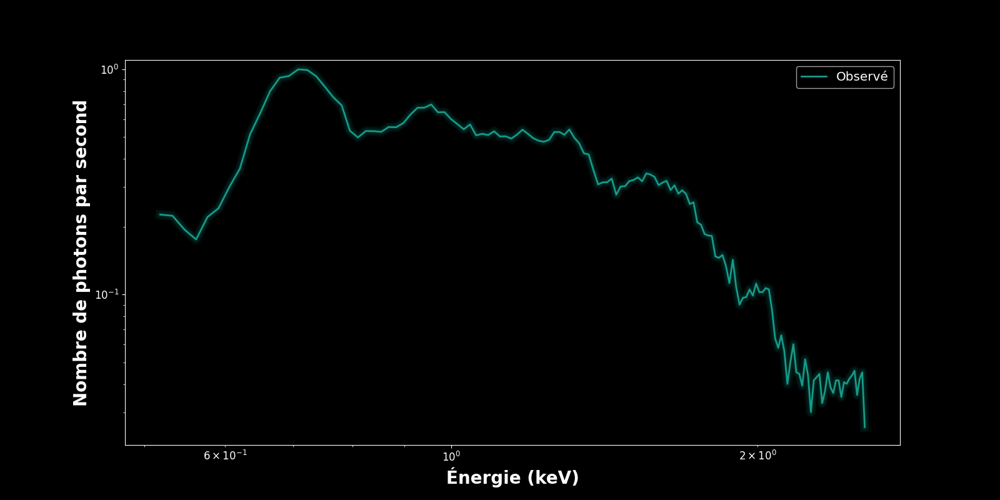 Observé
10⁰
10⁻¹
Nombre de photons par second
6 × 10⁻¹
10⁰
2 × 10⁰
Énergie (keV)